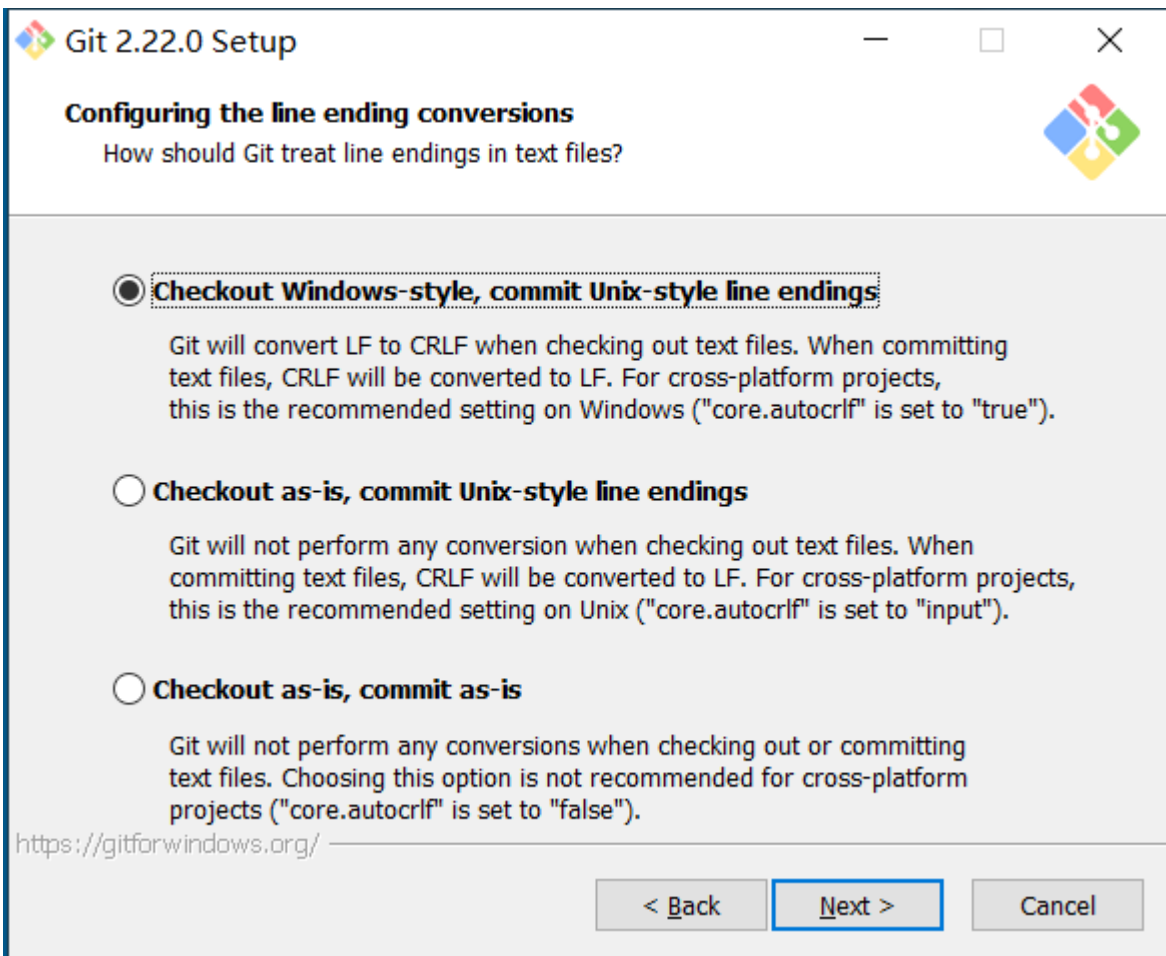 Git 2.22.0 Setup
Configuring the line ending conversions
How should Git treat line endings in text files?
Checkout Windows-style, commit Unix-style line endings
Git will convert LF to CRLF when checking out text files. When committing
text files, CRLF will be converted to LF. For cross-platform projects,
this is the recommended setting on Windows ("core.autocrlf" is set to "true").
Checkout as-is, commit Unix-style line endings
Git will not perform any conversion when checking out text files. When
committing text files, CRLF will be converted to LF. For cross-platform projects,
this is the recommended setting on Unix ("core.autocrlf" is set to "input").
Checkout as-is, commit as-is
Git will not perform any conversions when checking out or committing
text files. Choosing this option is not recommended for cross-platform
projects ("core.autocrlf" is set to "false").
https://gitforwindows.org/
< Back Next > Cancel